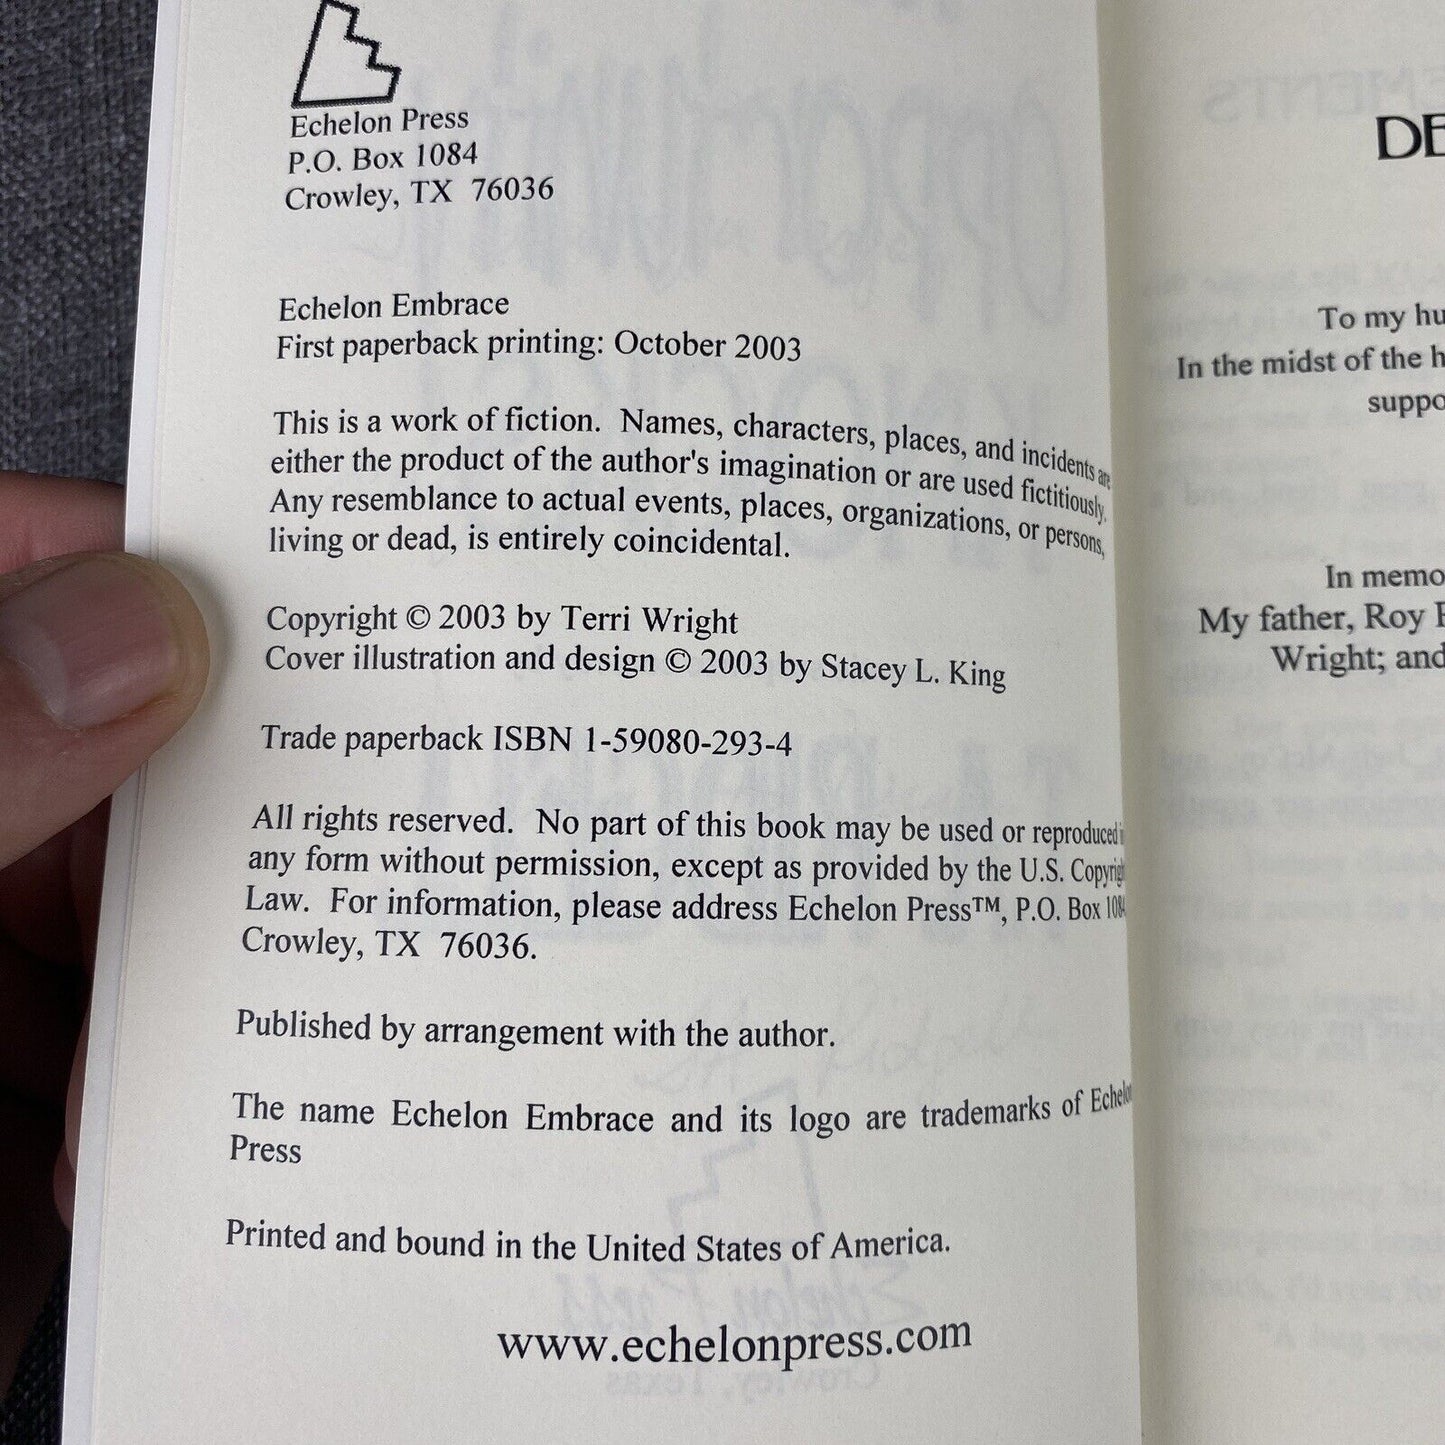 Echelon Press
P.O. Box 1084
Crowley, TX 76036
Echelon Embrace
First paperback printing: October 2003
This is a work of fiction. Names, characters, places, and incidents are
either the product of the author's imagination or are used fictitiously.
Any resemblance to actual events, places, organizations, or persons,
living or dead, is entirely coincidental.
Copyright © 2003 by Terri Wright
Cover illustration and design © 2003 by Stacey L. King
Trade paperback ISBN 1-59080-293-4
All rights reserved. No part of this book may be used or reproduced in
any form without permission, except as provided by the U.S. Copyright
Law. For information, please address Echelon Press™, P.O. Box 1084
Crowley, TX 76036.
Published by arrangement with the author.
The name Echelon Embrace and its logo are trademarks of Echelon
Press
Printed and bound in the United States of America.
www.echelonpress.com
DE
To my hu
In the midst of the h
suppo
In memo
My father, Roy
Wright; and